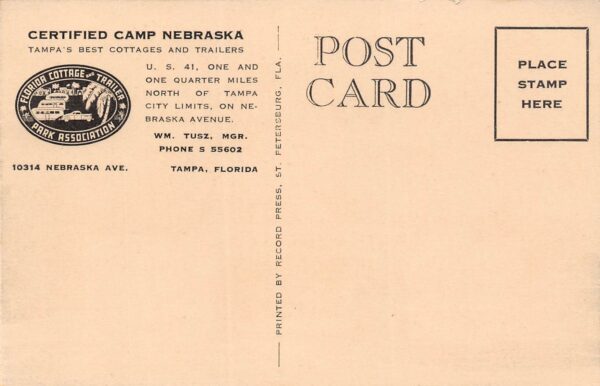 CERTIFIED CAMP NEBRASKA
TAMPA'S BEST COTTAGES AND TRAILERS
FLORIDA COTTAGE AND TRAILER
PARK ASSOCIATION
U. S. 41, ONE AND
ONE QUARTER MILES
NORTH OF TAMPA
CITY LIMITS, ON NE-
BRASKA AVENUE.
WM. TUSZ, MGR.
PHONE S 55602
10314 NEBRASKA AVE. TAMPA, FLORIDA
PRINTED BY RECORD PRESS, ST. PETERSBURG, FLA.
POST
CARD
PLACE
STAMP
HERE